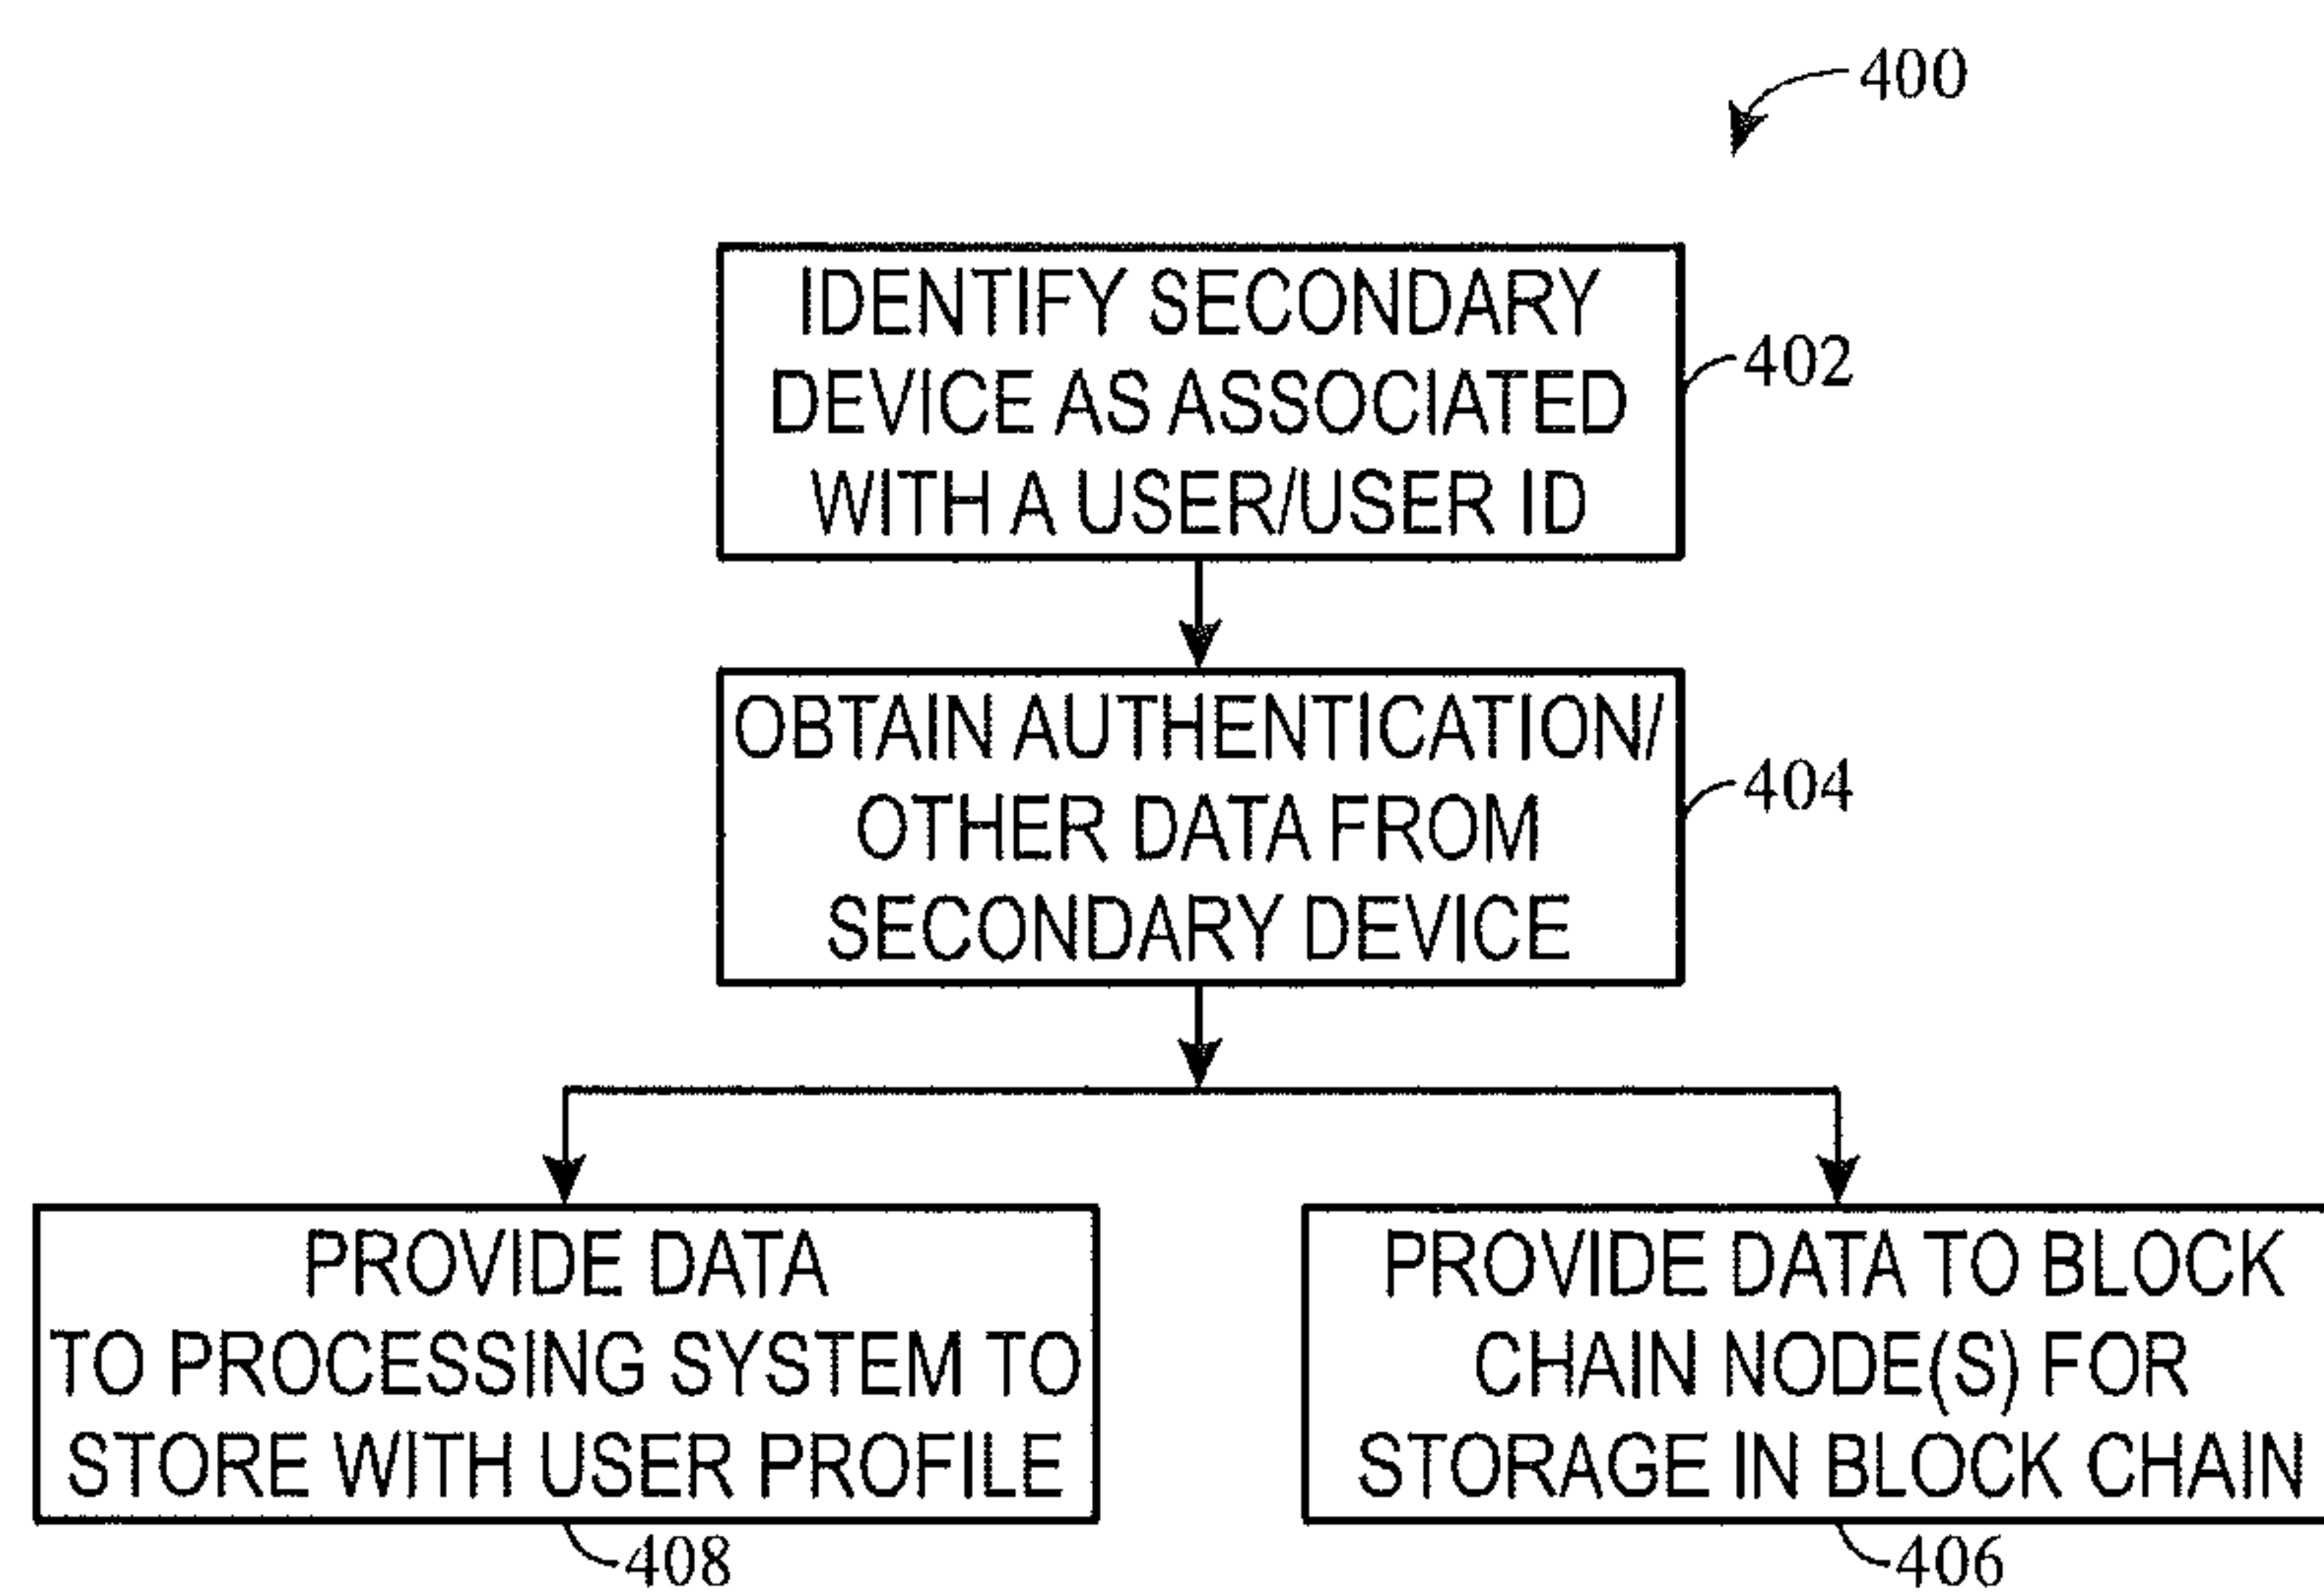 400
IDENTIFY SECONDARY
DEVICE AS ASSOCIATED
WITH A USER/USER ID
402
OBTAIN AUTHENTICATION/
OTHER DATA FROM
SECONDARY DEVICE
404
PROVIDE DATA
TO PROCESSING SYSTEM TO
STORE WITH USER PROFILE
408
PROVIDE DATA TO BLOCK
CHAIN NODE(S) FOR
STORAGE IN BLOCK CHAIN
406